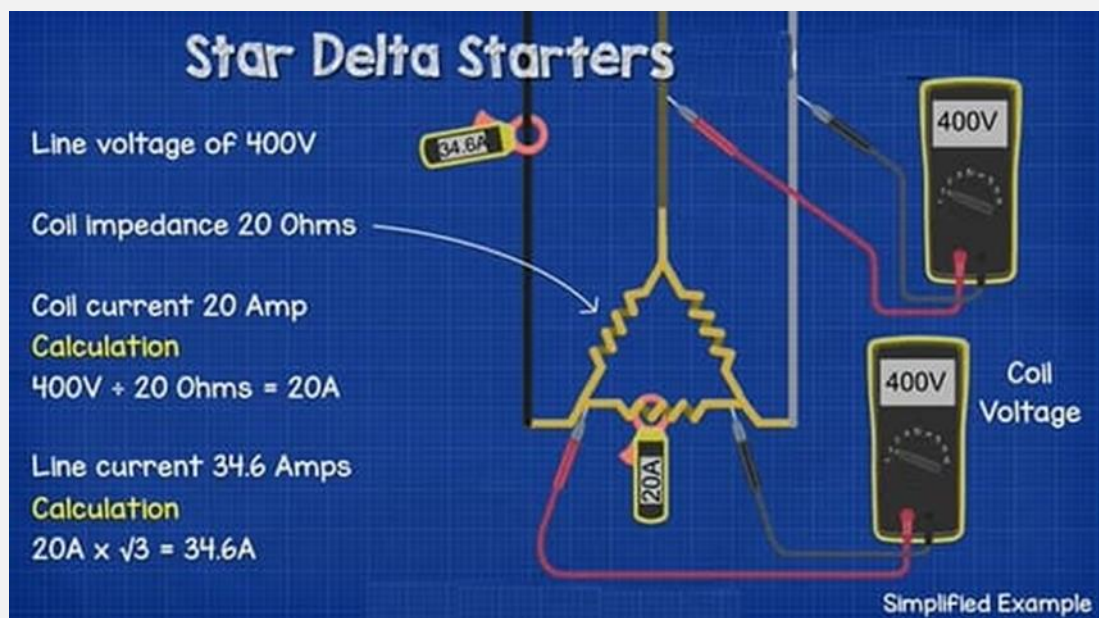 Star Delta Starters
Line voltage of 400V
34.6A
400V
Coil impedance 20 Ohms
Coil current 20 Amp
Calculation
400V ÷ 20 Ohms = 20A
400V
Coil
Voltage
Line current 34.6 Amps
Calculation
20A x √3 = 34.6A
20A
Simplified Example